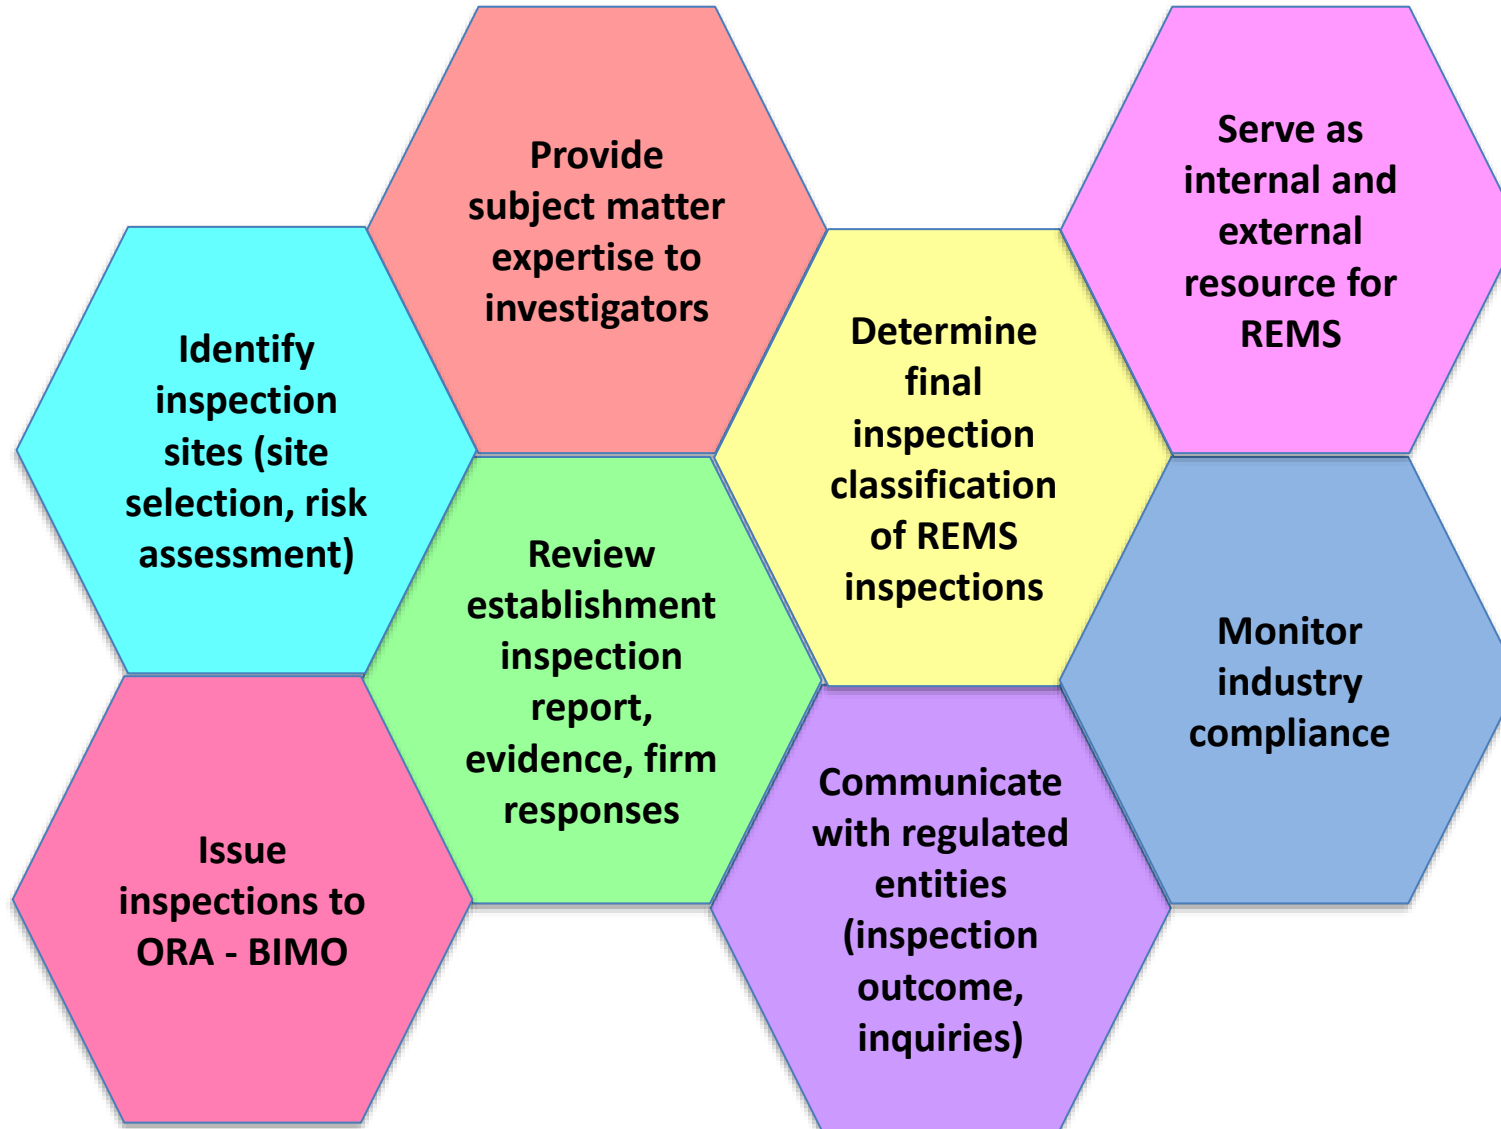 Identify
inspection
sites (site
selection, risk
assessment)
Issue
inspections to
ORA - BIMO
Provide
subject matter
expertise to
investigators
Review
establishment
inspection
report,
evidence, firm
responses
Determine
final
inspection
classification
of REMS
inspections
Communicate
with regulated
entities
(inspection
outcome,
inquiries)
Serve as
internal and
external
resource for
REMS
Monitor
industry
compliance